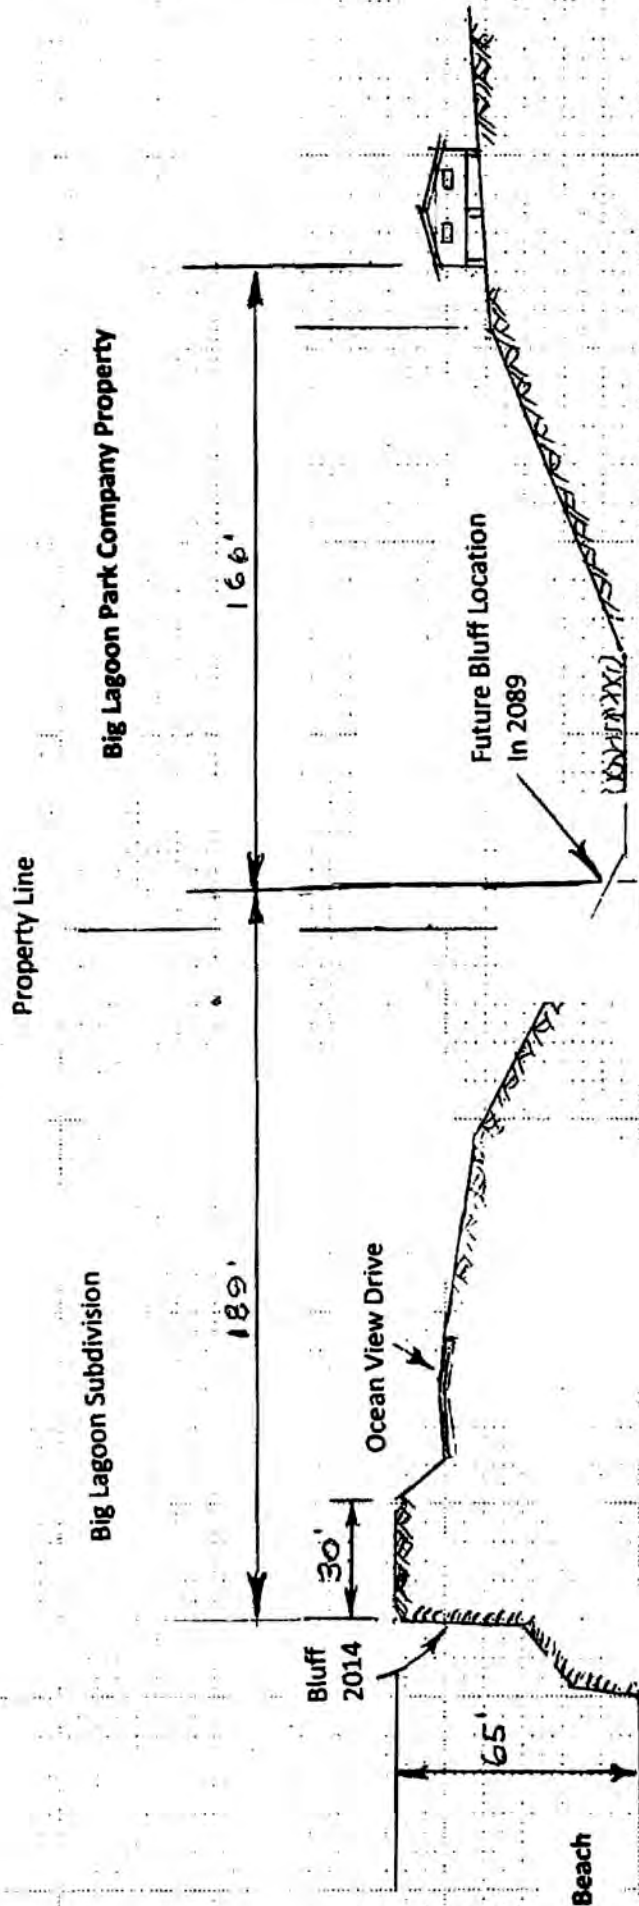 Property Line
Big Lagoon Subdivision
Big Lagoon Park Company Property
189'
166'
30'
Bluff
2014
Ocean View Drive
Future Bluff Location
In 2089
65'
Beach